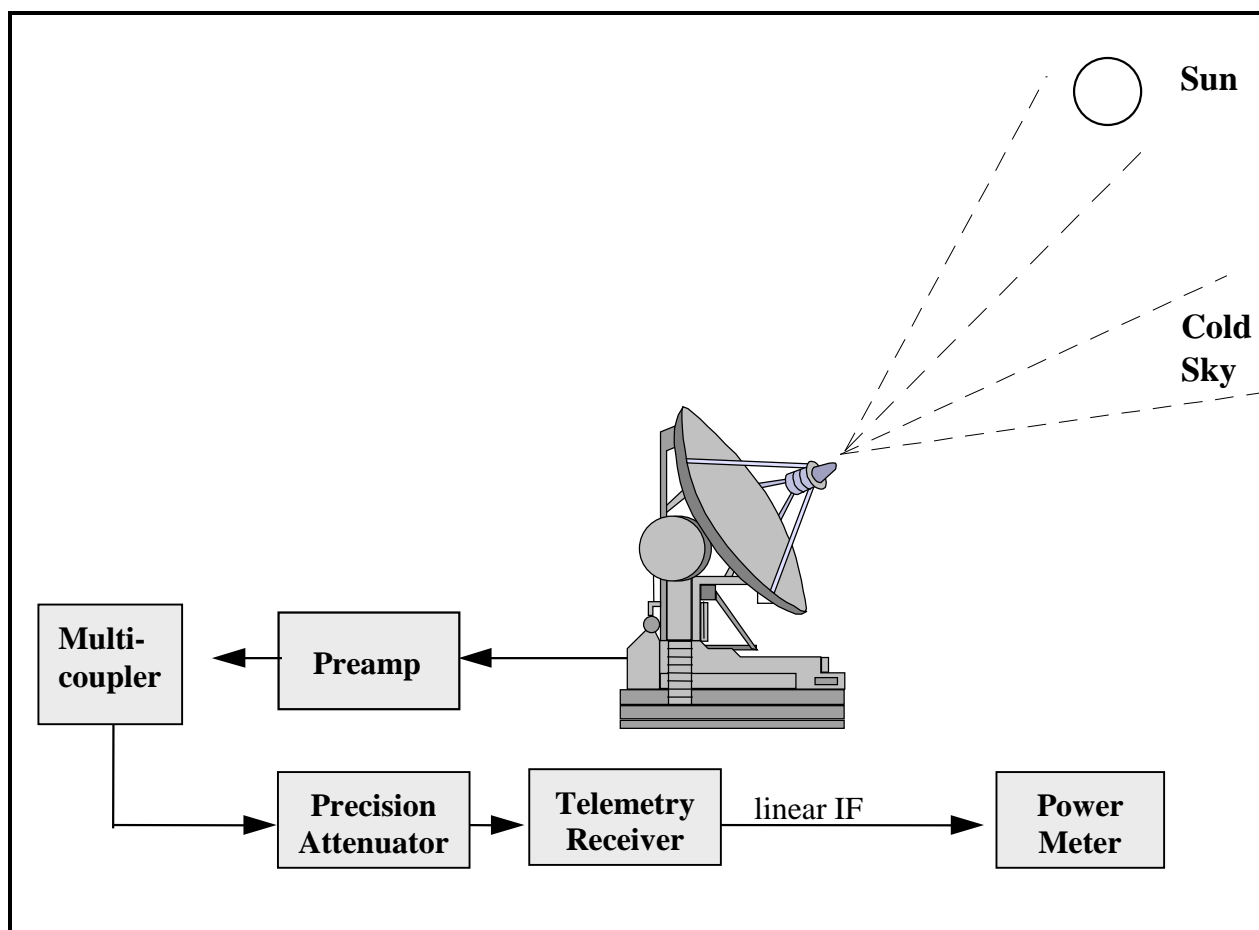 Sun
Cold
Sky
Multi-
coupler
Preamp
Precision
Attenuator
Telemetry
Receiver
linear IF
Power
Meter